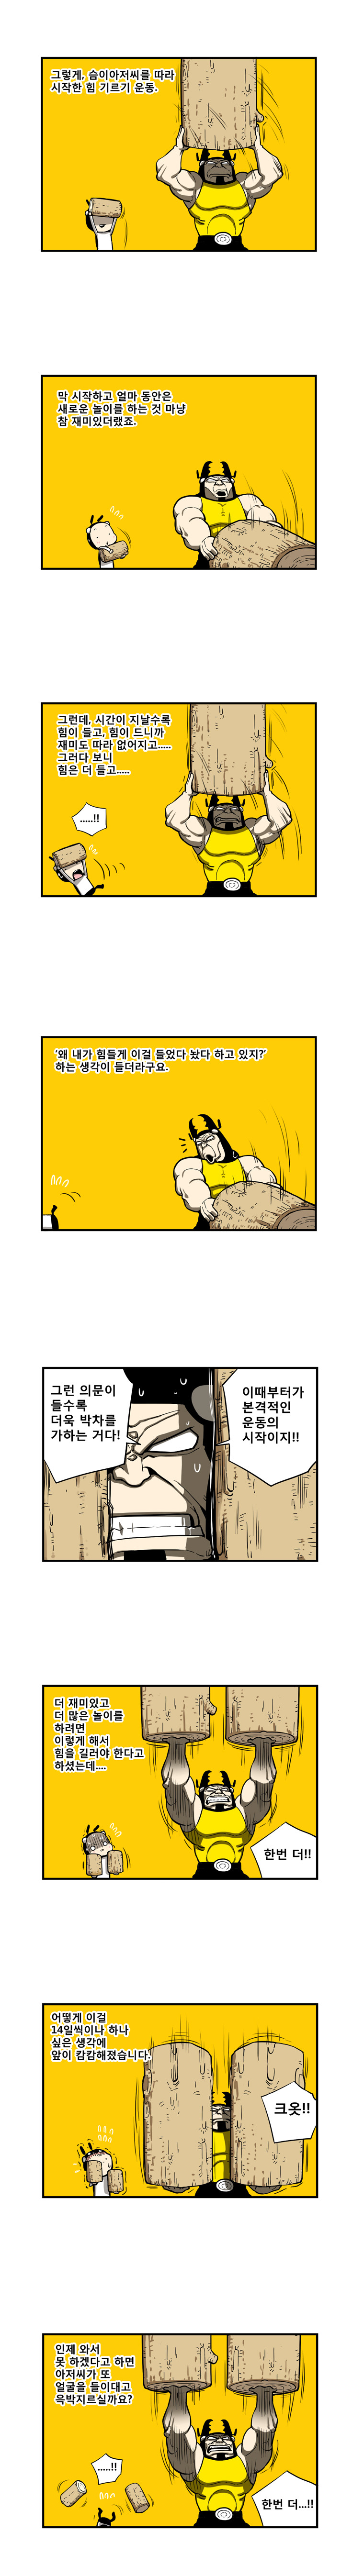 그렇게, 슴이아저씨를 따라
시작한 힘 기르기 운동.
막 시작하고 얼마 동안은
새로운 놀이를 하는 것 마냥
참 재미있더랬죠.
그런데, 시간이 지날수록
힘이 들고, 힘이 드니까
재미도 따라 없어지고.....
그러다 보니
힘은 더 들고.....
.....!!
'왜 내가 힘들게 이걸 들었다 놨다 하고 있지?'
하는 생각이 들더라구요.
그런 의문이
들수록
더욱 박차를
가하는 거다!
이때부터가
본격적인
운동의
시작이지!!
더 재미있고
더 많은 놀이를
하려면
이렇게 해서
힘을 길러야 한다고
하셨는데....
한번 더!!
어떻게 이걸
14일씩이나 하나
싶은 생각에
앞이 캄캄해졌습니다.
크옷!!
인제 와서
못 하겠다고 하면
아저씨가 또
얼굴을 들이대고
윽박지르실까요?
.....!!
한번 더...!!